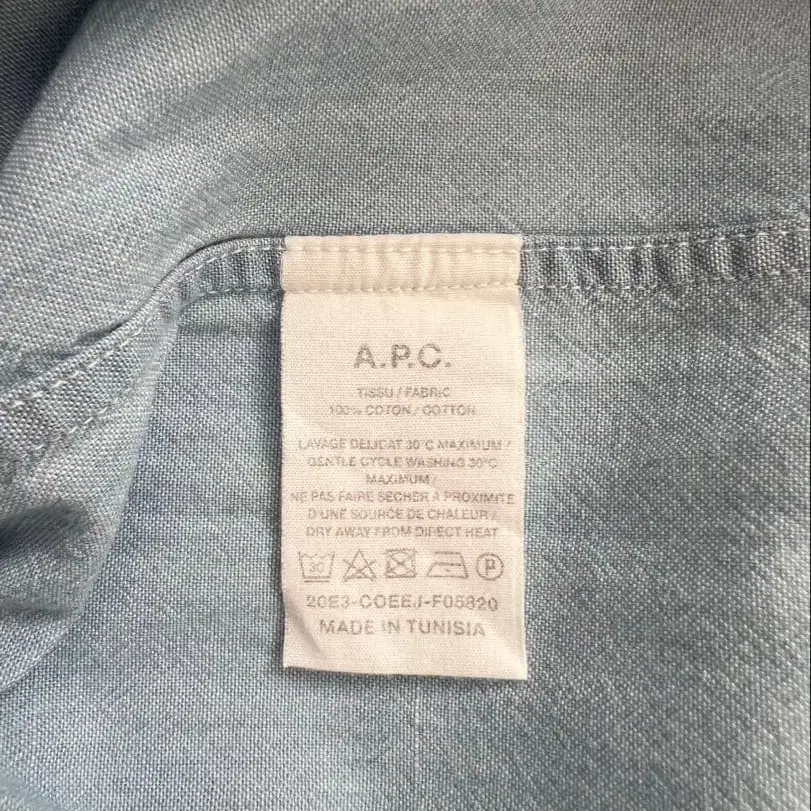 A.P.C.
TISSU / FABRIC
100% COTON / COTTON
LAVAGE DELICAT 30°C MAXIMUM /
GENTLE CYCLE WASHING 30°C
MAXIMUM /
NE PAS FAIRE SECHER A PROXIMITE
D'UNE SOURCE DE CHALEUR /
DRY AWAY FROM DIRECT HEAT
30 P
20E3-COEEJ-F05820
MADE IN TUNISIA